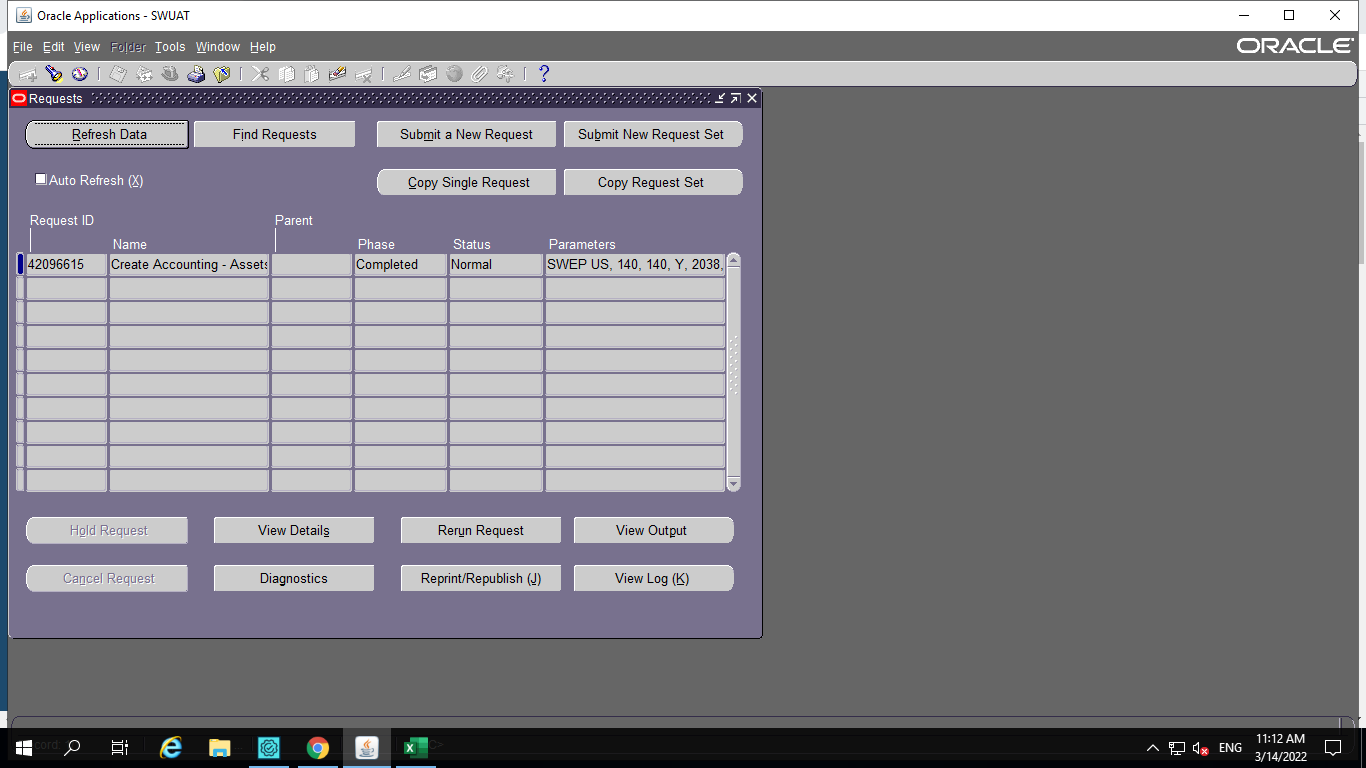 Oracle Applications - SWUAT
File Edit View Folder Tools Window Help
ORACLE
Requests
Refresh Data Find Requests Submit a New Request Submit New Request Set
Auto Refresh (X) Copy Single Request Copy Request Set
Request ID Parent
Name Phase Status Parameters
42096615 Create Accounting - Assets Completed Normal SWEP US, 140, 140, Y, 2038,
Hold Request View Details Rerun Request View Output
Cancel Request Diagnostics Reprint/Republish (J) View Log (K)
ENG
11:12 AM
3/14/2022